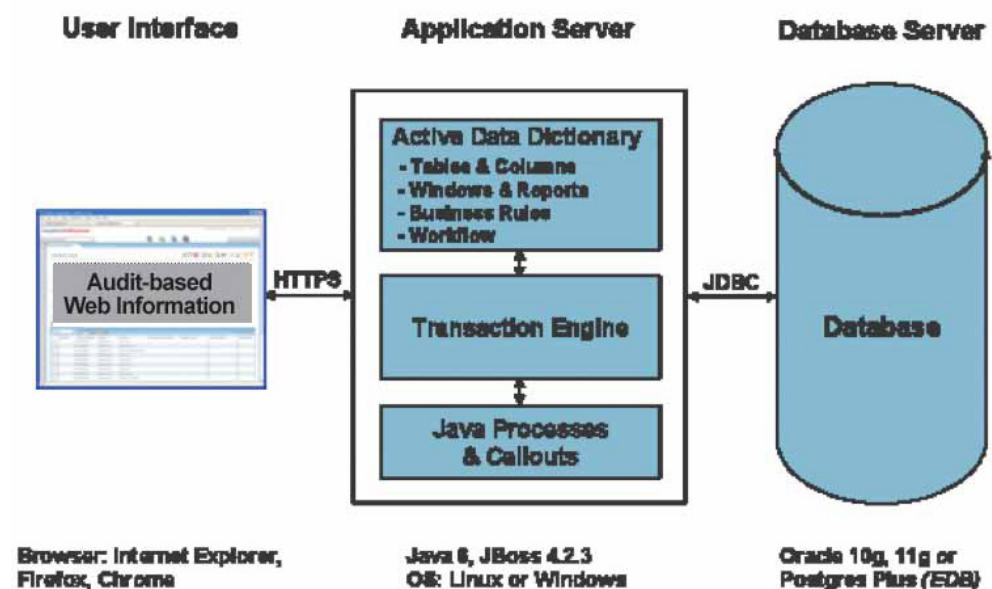 User Interface
Application Server
Database Server
Active Data Dictionary
- Tables & Columns
- Windows & Reports
- Business Rules
- Workflow
Audit-based
Web Information
HTTPS
JDBC
Transaction Engine
Database
Java Processes
& Callouts
Browser: Internet Explorer,
Firefox, Chrome
Java 6, JBoss 4.2.3
OS: Linux or Windows
Oracle 10g, 11g or
Postgres Plus (EDB)